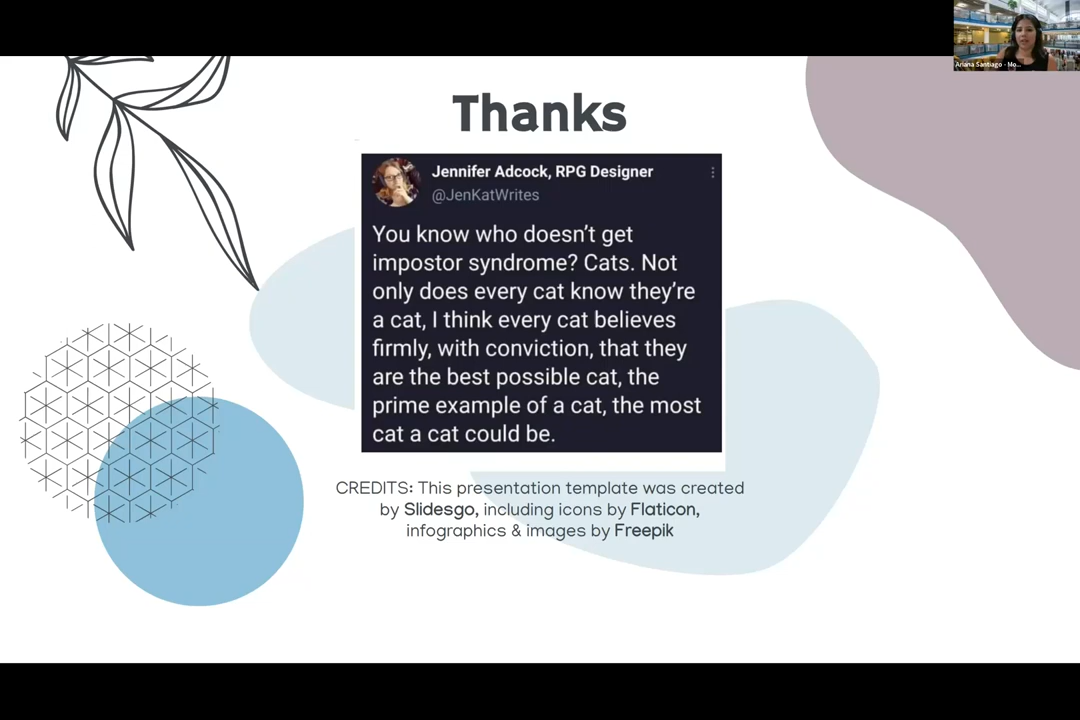 Ariana Santiago - Mo...
Thanks
Jennifer Adcock, RPG Designer
@JenKatWrites
You know who doesn't get
impostor syndrome? Cats. Not
only does every cat know they're
a cat, I think every cat believes
firmly, with conviction, that they
are the best possible cat, the
prime example of a cat, the most
cat a cat could be.
CREDITS: This presentation template was created
by Slidesgo, including icons by Flaticon,
infographics & images by Freepik